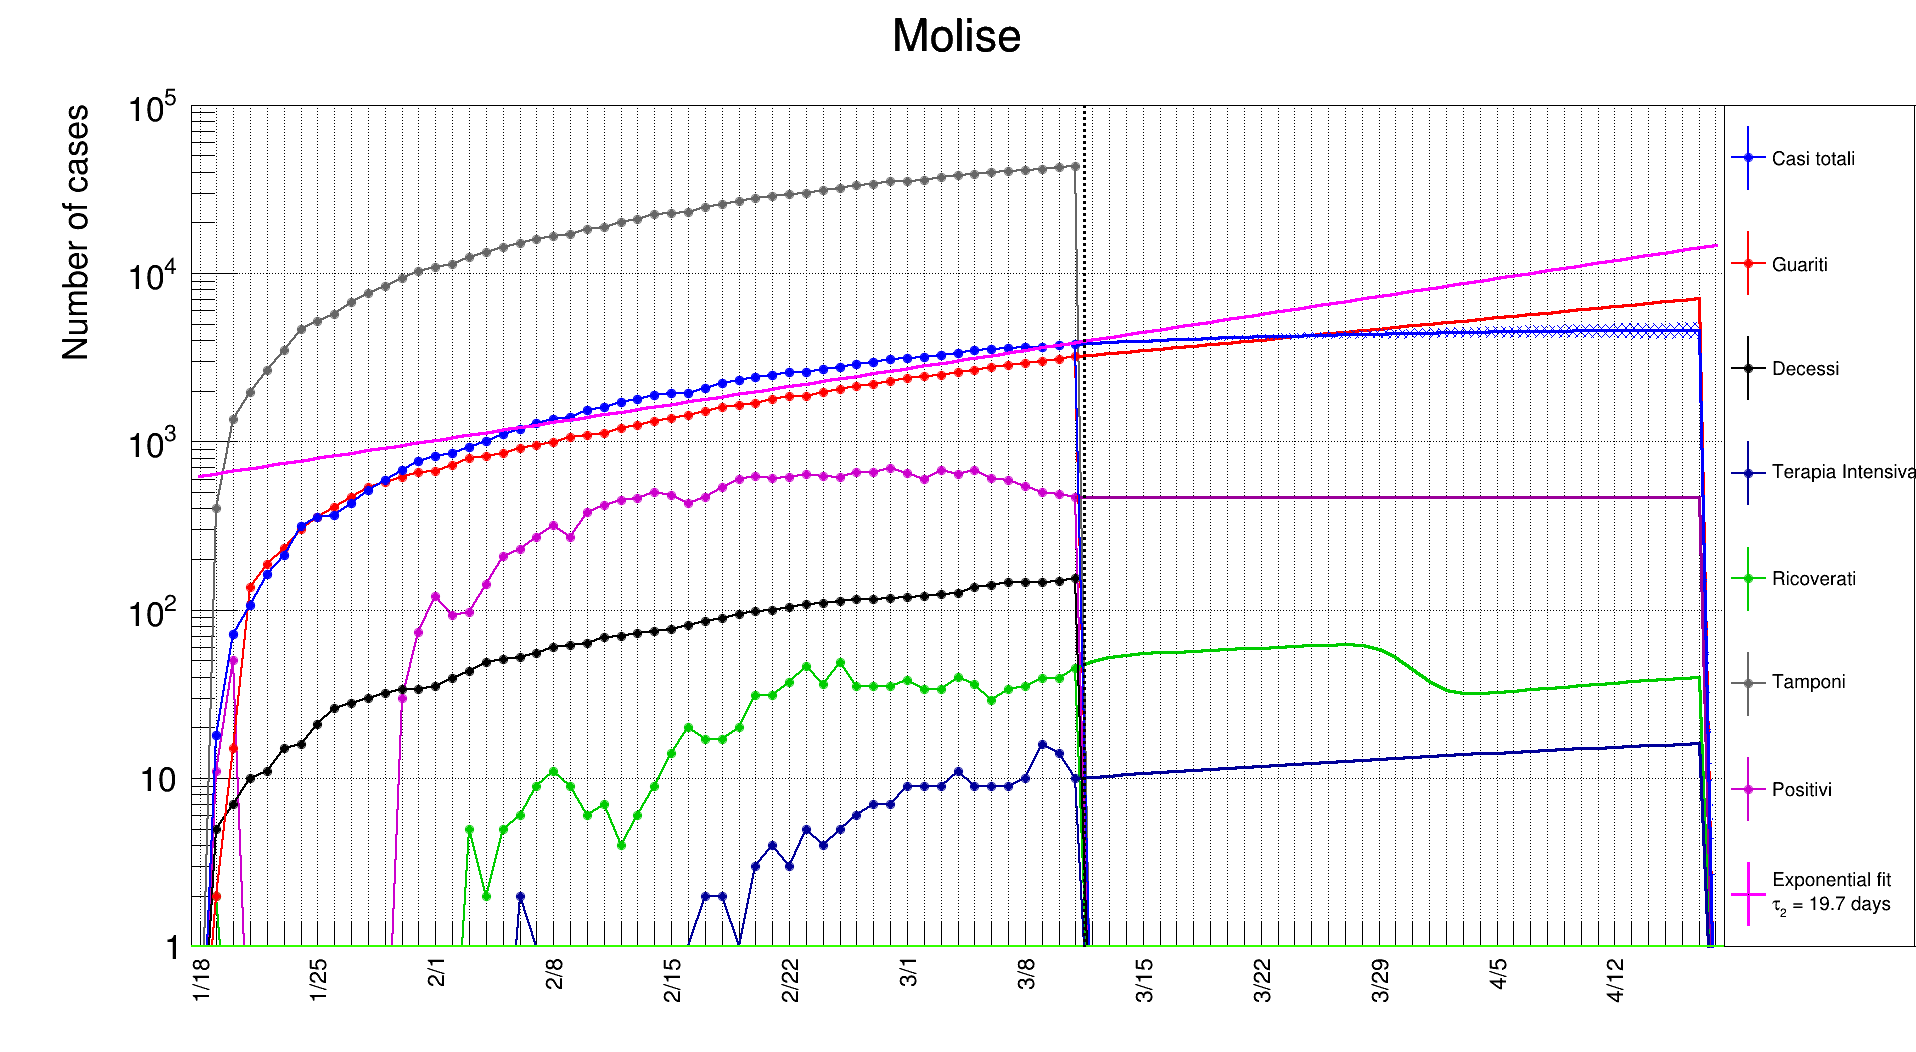 Molise
Number of cases
10^5
10^4
10^3
10^2
10
1
1/18 1/25 2/1 2/8 2/15 2/22 3/1 3/8 3/15 3/22 3/29 4/5 4/12
Casi totali
Guariti
Decessi
Terapia Intensiva
Ricoverati
Tamponi
Positivi
Exponential fit
τ_2 = 19.7 days